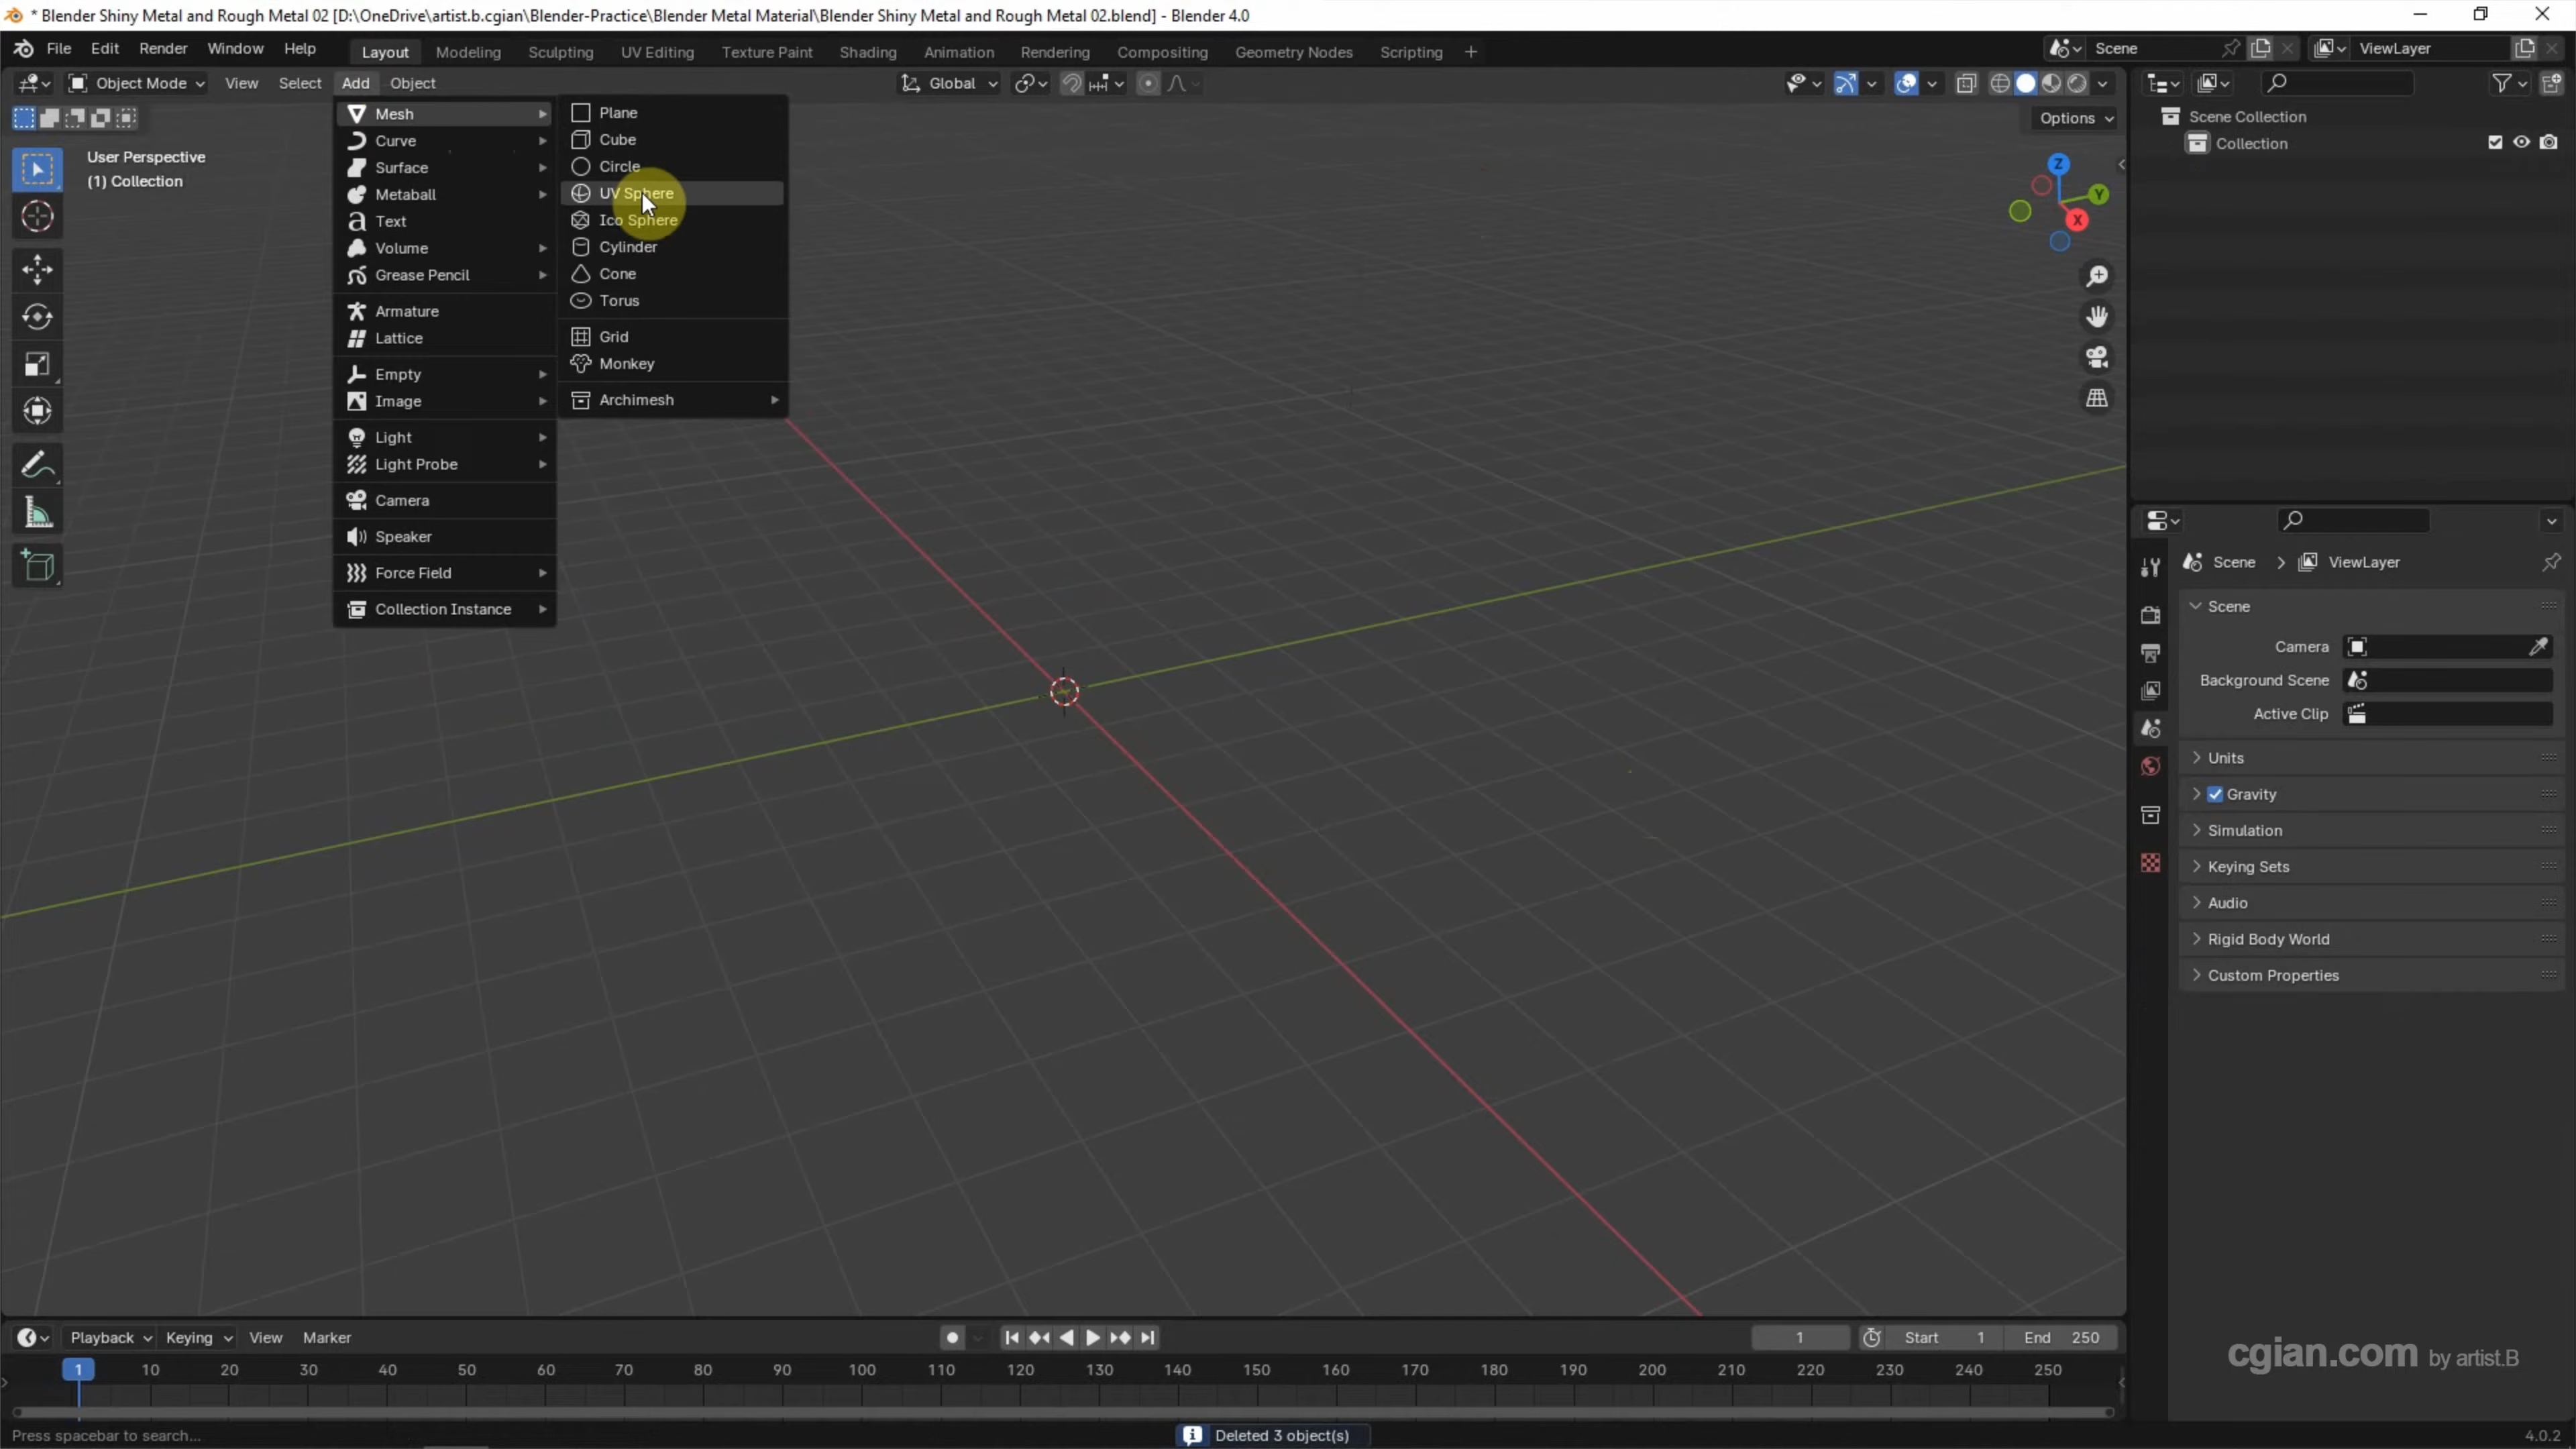 * Blender Shiny Metal and Rough Metal 02 [D:\OneDrive\artist.b.cgian\Blender-Practice\Blender Metal Material\Blender Shiny Metal and Rough Metal 02.blend] - Blender 4.0
File Edit Render Window Help Layout Modeling Sculpting UV Editing Texture Paint Shading Animation Rendering Compositing Geometry Nodes Scripting + Scene ViewLayer
Object Mode View Select Add Object Global
Options
User Perspective
(1) Collection
Mesh
Curve
Surface
Metaball
Text
Volume
Grease Pencil
Armature
Lattice
Empty
Image
Light
Light Probe
Camera
Speaker
Force Field
Collection Instance
Plane
Cube
Circle
UV Sphere
Ico Sphere
Cylinder
Cone
Torus
Grid
Monkey
Archimesh
Z
Y
X
Scene Collection
Collection
Scene > ViewLayer
Scene
Camera
Background Scene
Active Clip
Units
Gravity
Simulation
Keying Sets
Audio
Rigid Body World
Custom Properties
Playback Keying View Marker 1 Start 1 End 250
1 10 20 30 40 50 60 70 80 90 100 110 120 130 140 150 160 170 180 190 200 210 220 230 240 250
cgian.com by artist.B
Press spacebar to search... Deleted 3 object(s) 4.0.2